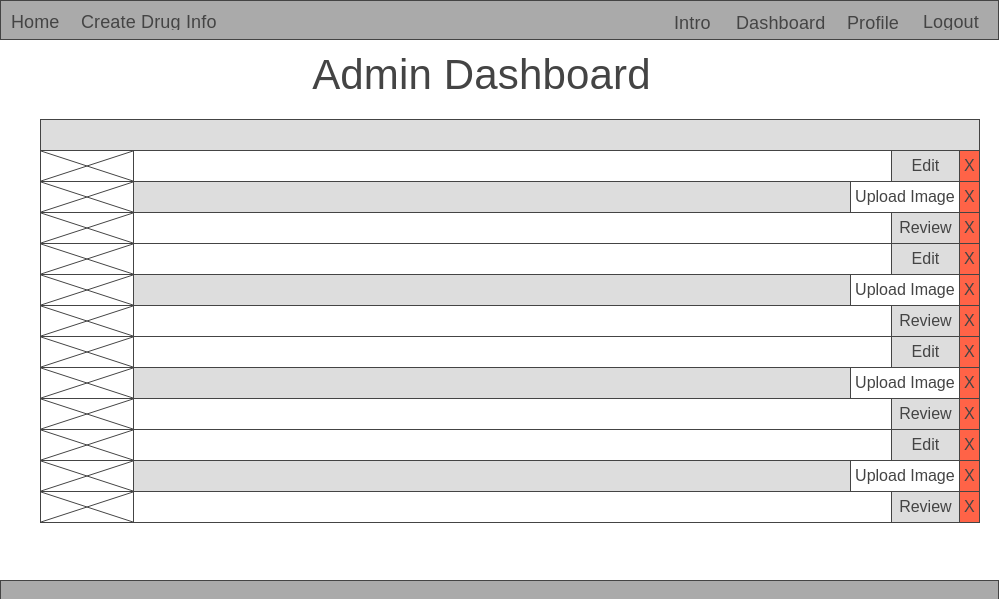 Home Create Drug Info Intro Dashboard Profile Logout
Admin Dashboard
Edit X
Upload Image X
Review X
Edit X
Upload Image X
Review X
Edit X
Upload Image X
Review X
Edit X
Upload Image X
Review X